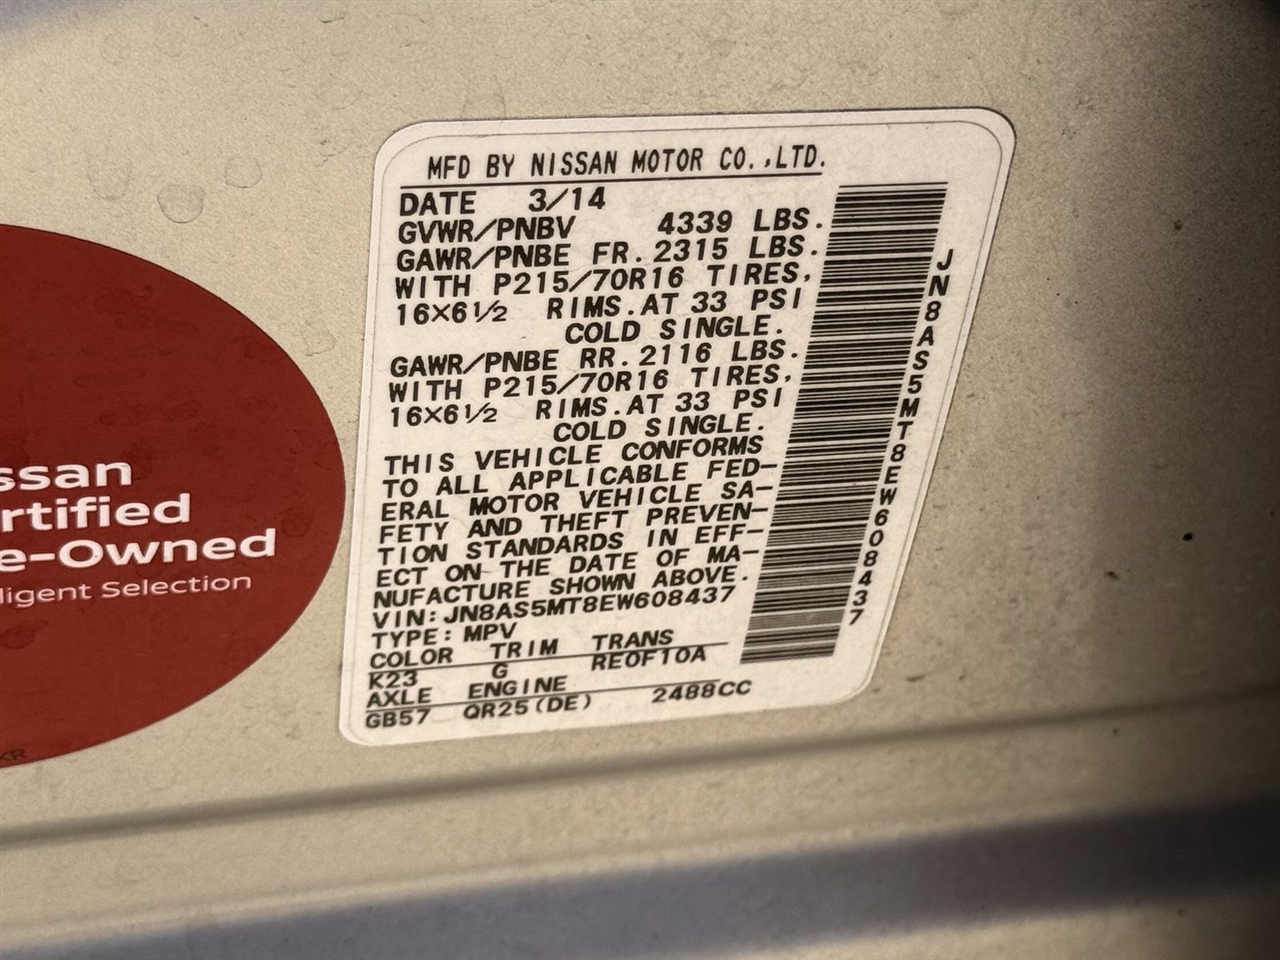 MFD BY NISSAN MOTOR CO.,LTD.
DATE 3/14
GVWR/PNBV 4339 LBS.
GAWR/PNBE FR. 2315 LBS.
WITH P215/70R16 TIRES,
16×6 1/2 RIMS. AT 33 PSI
COLD SINGLE.
GAWR/PNBE RR. 2116 LBS.
WITH P215/70R16 TIRES,
16×6 1/2 RIMS. AT 33 PSI
COLD SINGLE.
THIS VEHICLE CONFORMS
TO ALL APPLICABLE FED-
ERAL MOTOR VEHICLE SA-
FETY AND THEFT PREVEN-
TION STANDARDS IN EFF-
ECT ON THE DATE OF MA-
NUFACTURE SHOWN ABOVE.
VIN: JN8AS5MT8EW608437
TYPE: MPV
COLOR TRIM TRANS
K23 G RE0F10A
AXLE ENGINE
GB57 QR25(DE) 2488CC
JN8AS5MT8EW608437
ssan
rtified
e-Owned
ligent Selection